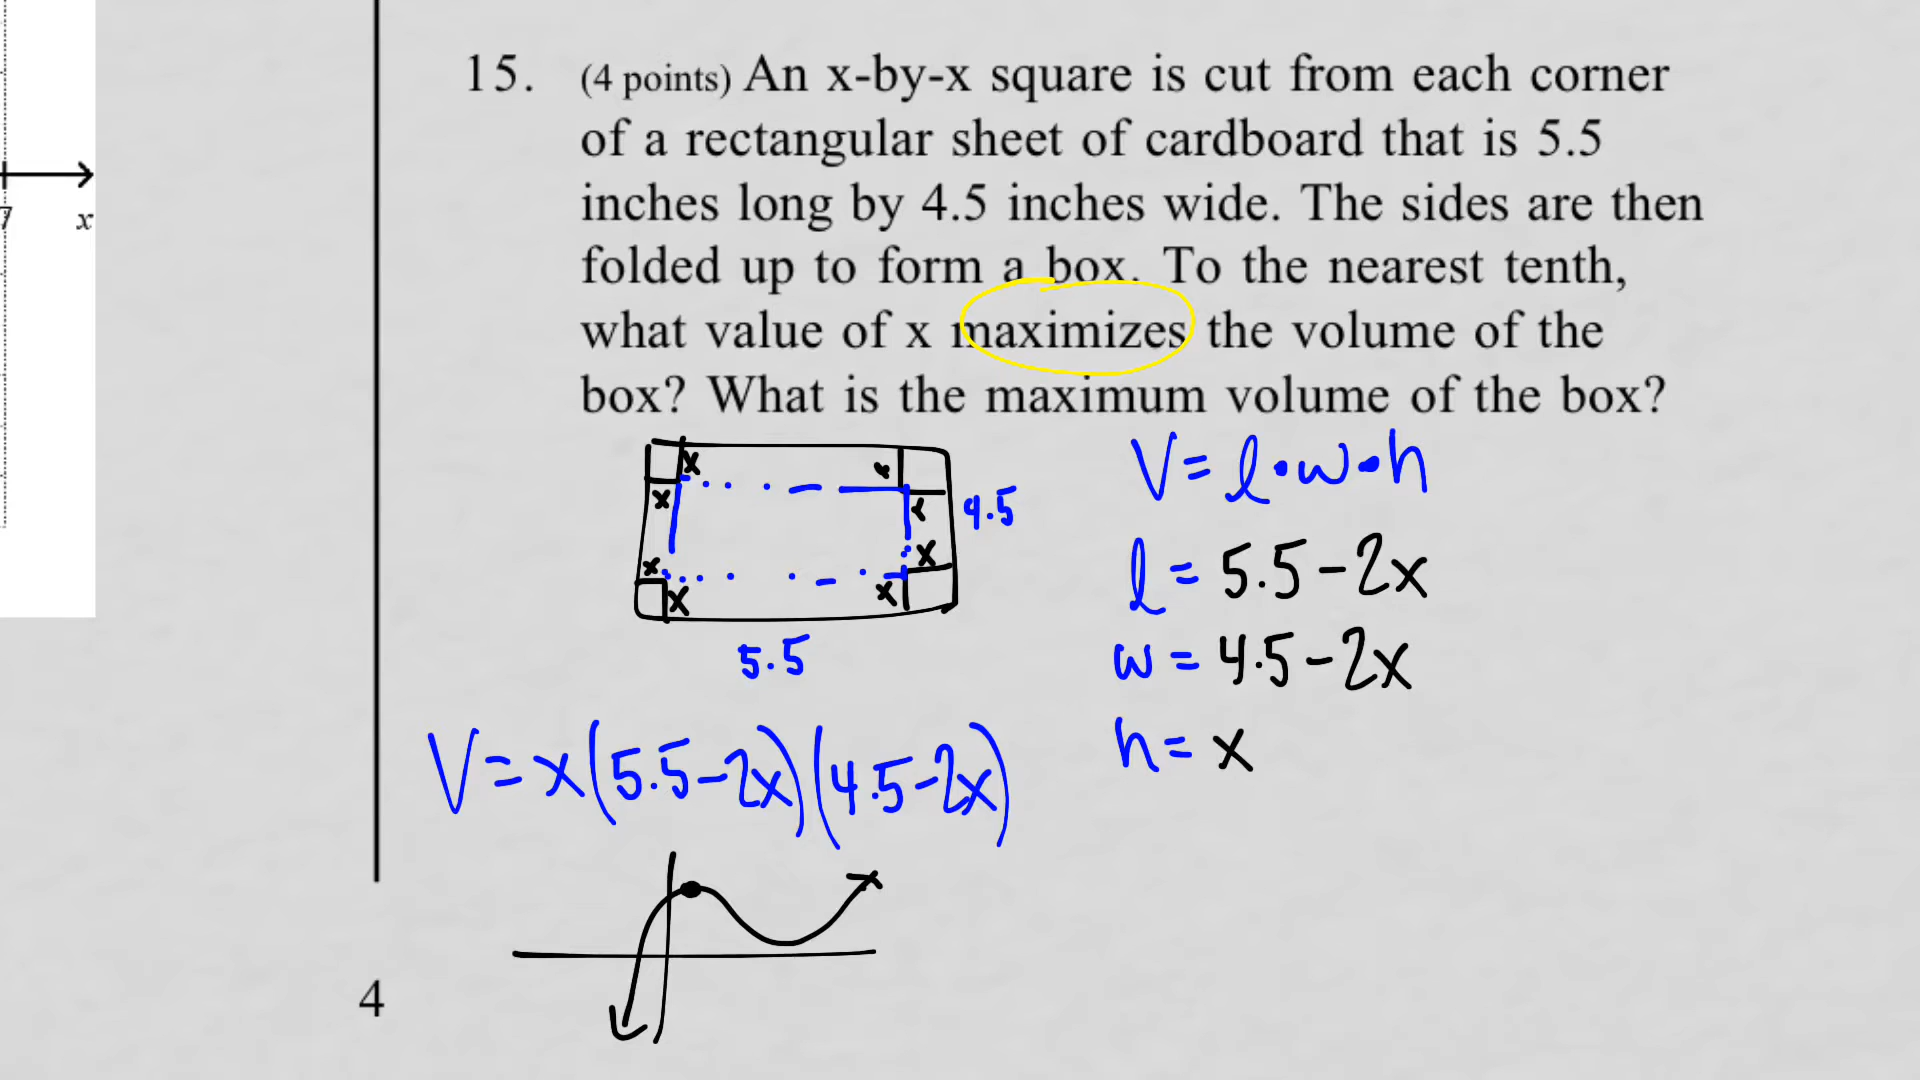 7
x
15. (4 points) An x-by-x square is cut from each corner
of a rectangular sheet of cardboard that is 5.5
inches long by 4.5 inches wide. The sides are then
folded up to form a box. To the nearest tenth,
what value of x maximizes the volume of the
box? What is the maximum volume of the box?
x
x
x
x
4.5
x
x
x
x
5.5
V = l • w • h
l = 5.5 - 2x
w = 4.5 - 2x
h = x
V = x(5.5 - 2x)(4.5 - 2x)
4